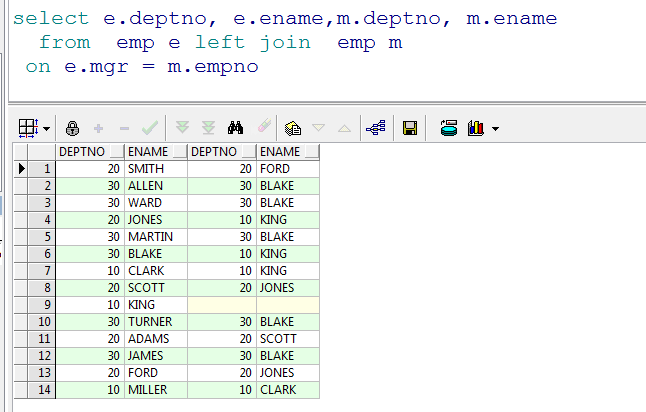 select e.deptno, e.ename,m.deptno, m.ename
from  emp e left join  emp m
on e.mgr = m.empno
DEPTNO ENAME DEPTNO ENAME
1 20 SMITH 20 FORD
2 30 ALLEN 30 BLAKE
3 30 WARD 30 BLAKE
4 20 JONES 10 KING
5 30 MARTIN 30 BLAKE
6 30 BLAKE 10 KING
7 10 CLARK 10 KING
8 20 SCOTT 20 JONES
9 10 KING
10 30 TURNER 30 BLAKE
11 20 ADAMS 20 SCOTT
12 30 JAMES 30 BLAKE
13 20 FORD 20 JONES
14 10 MILLER 10 CLARK